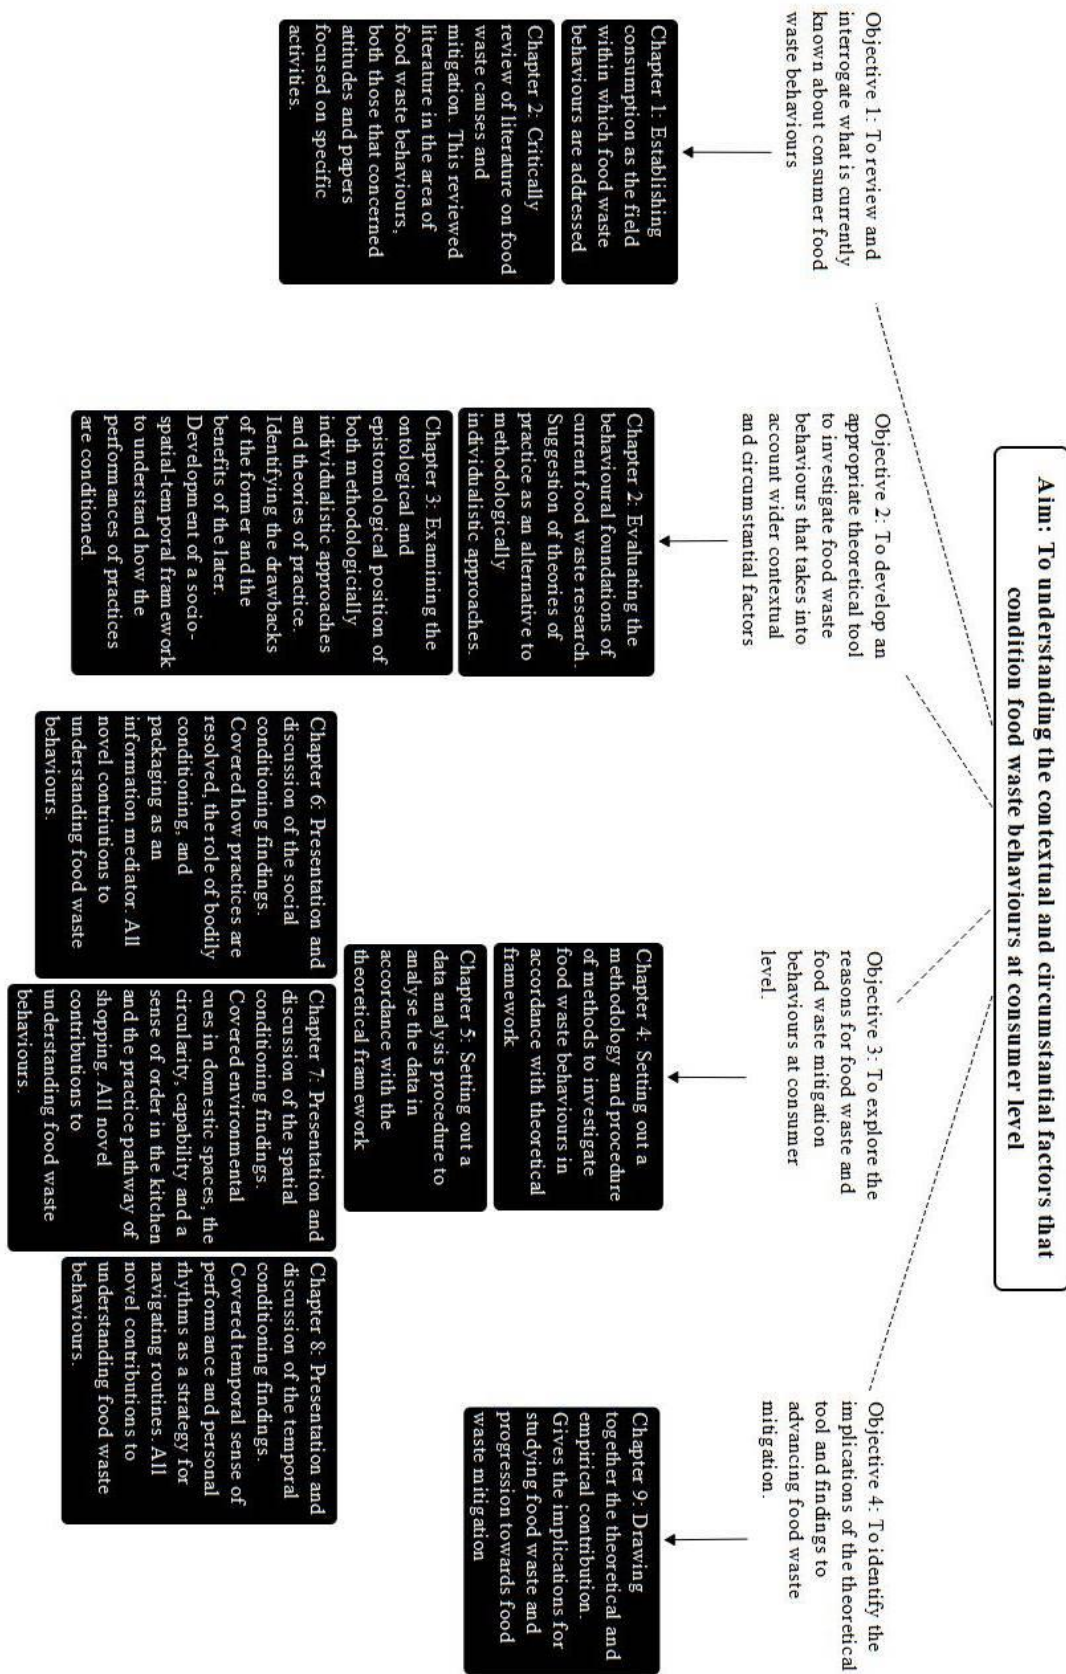 Aim: To understanding the contextual and circumstantial factors that
condition food waste behaviours at consumer level
Objective 1: To review and
interrogate what is currently
known about consumer food
waste behaviours
Chapter 1: Establishing
consumption as the field
within which food waste
behaviours are addressed
Chapter 2: Critically
review of literature on food
waste causes and
mitigation. This reviewed
literature in the area of
food waste behaviours,
both those that concerned
attitudes and papers
focused on specific
activities.
Objective 2: To develop an
appropriate theoretical tool
to investigate food waste
behaviours that takes into
account wider contextual
and circumstantial factors
Chapter 2: Evaluating the
behavioural foundations of
current food waste research.
Suggestion of theories of
practice as an alternative to
methodologically
individualistic approaches.
Chapter 3: Examining the
ontological and
epistomological position of
both methodologicially
individualistic approaches
and theories of practice.
Identifying the drawbacks
of the former and the
benefits of the later.
Development of a socio-
spatial-temporal framework
to understand how the
performances of practices
are conditioned.
Objective 3: To explore the
reasons for food waste and
food waste mitigation
behaviours at consumer
level.
Chapter 4: Setting out a
methodology and procedure
of methods to investigate
food waste behaviours in
accordance with theoretical
framework
Chapter 5: Setting out a
data analysis procedure to
analyse the data in
accordance with the
theoretical framework
Chapter 6: Presentation and
discussion of the social
conditioning findings.
Covered how practices are
resolved, the role of bodily
conditioning, and
packaging as an
information mediator. All
novel contriutions to
understanding food waste
behaviours.
Chapter 7: Presentation and
discussion of the spatial
conditioning findings.
Covered environmental
cues in domestic spaces, the
circularity, capability and a
sense of order in the kitchen
and the practice pathway of
shopping. All novel
contributions to
understanding food waste
behaviours.
Chapter 8: Presentation and
discussion of the temporal
conditioning findings.
Covered temporal sense of
performance and personal
rhythms as a strategy for
navigating routines. All
novel contributions to
understanding food waste
behaviours.
Objective 4: To identify the
implications of the theoretical
tool and findings to
advancing food waste
mitigation.
Chapter 9: Drawing
together the theoretical and
empirical contribution.
Gives the implications for
studying food waste and
progression towards food
waste mitigation